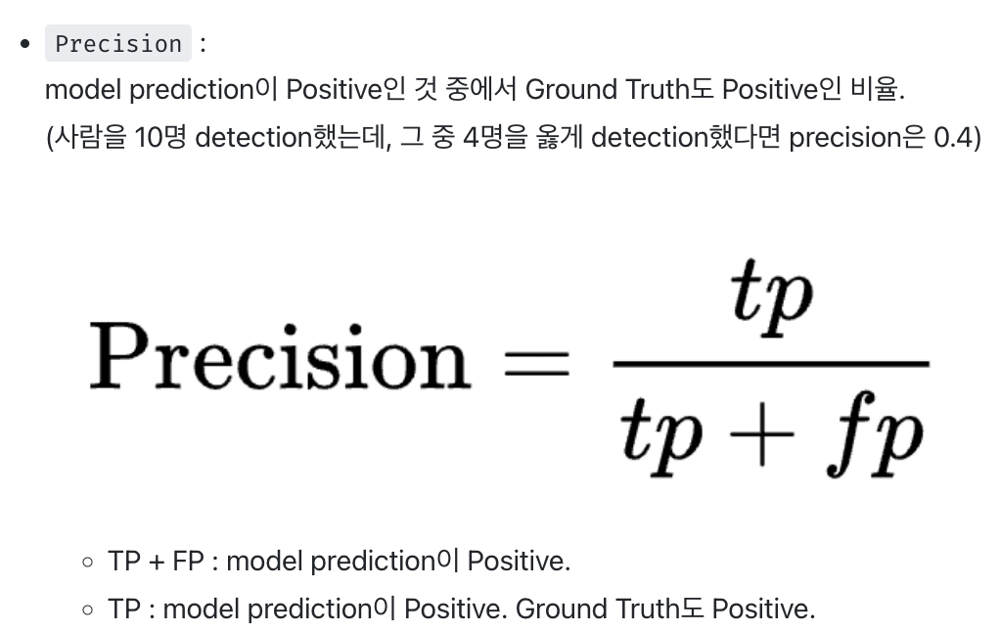 Precision :
model prediction이 Positive인 것 중에서 Ground Truth도 Positive인 비율.
(사람을 10명 detection했는데, 그 중 4명을 옳게 detection했다면 precision은 0.4)
Precision = tp / (tp + fp)
TP + FP : model prediction이 Positive.
TP : model prediction이 Positive. Ground Truth도 Positive.